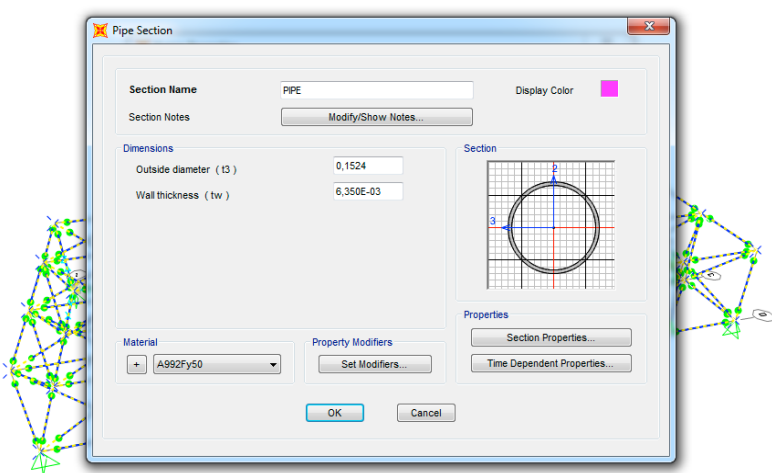 Pipe Section
Section Name
PIPE
Display Color
Section Notes
Modify/Show Notes...
Dimensions
Outside diameter ( t3 )
0,1524
Wall thickness ( tw )
6,350E-03
Section
2
3
Properties
Section Properties...
Time Dependent Properties...
Material
+
A992Fy50
Property Modifiers
Set Modifiers...
OK
Cancel